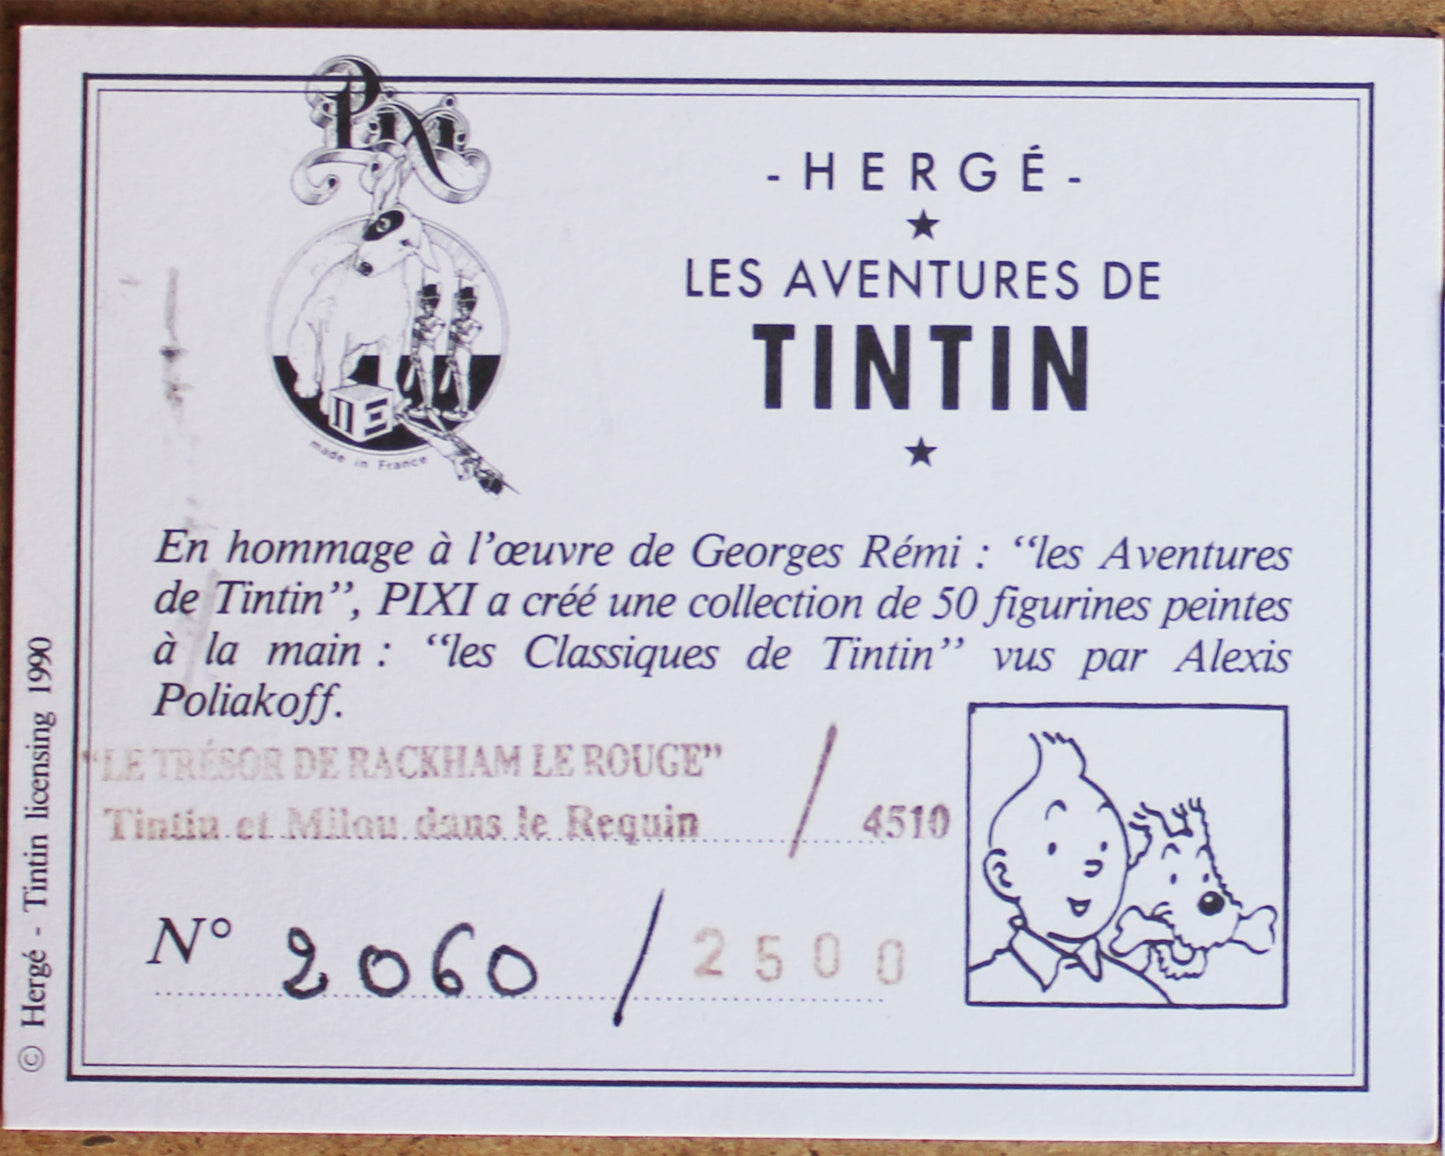 Pixi
made in France
- HERGÉ -
★
LES AVENTURES DE
TINTIN
★
En hommage à l’œuvre de Georges Rémi : “les Aventures
de Tintin”, PIXI a créé une collection de 50 figurines peintes
à la main : “les Classiques de Tintin” vus par Alexis
Poliakoff.
“LE TRÉSOR DE RACKHAM LE ROUGE”
Tintin et Milou dans le Requin / 4510
N° 2060 / 2500
© Hergé - Tintin licensing 1990